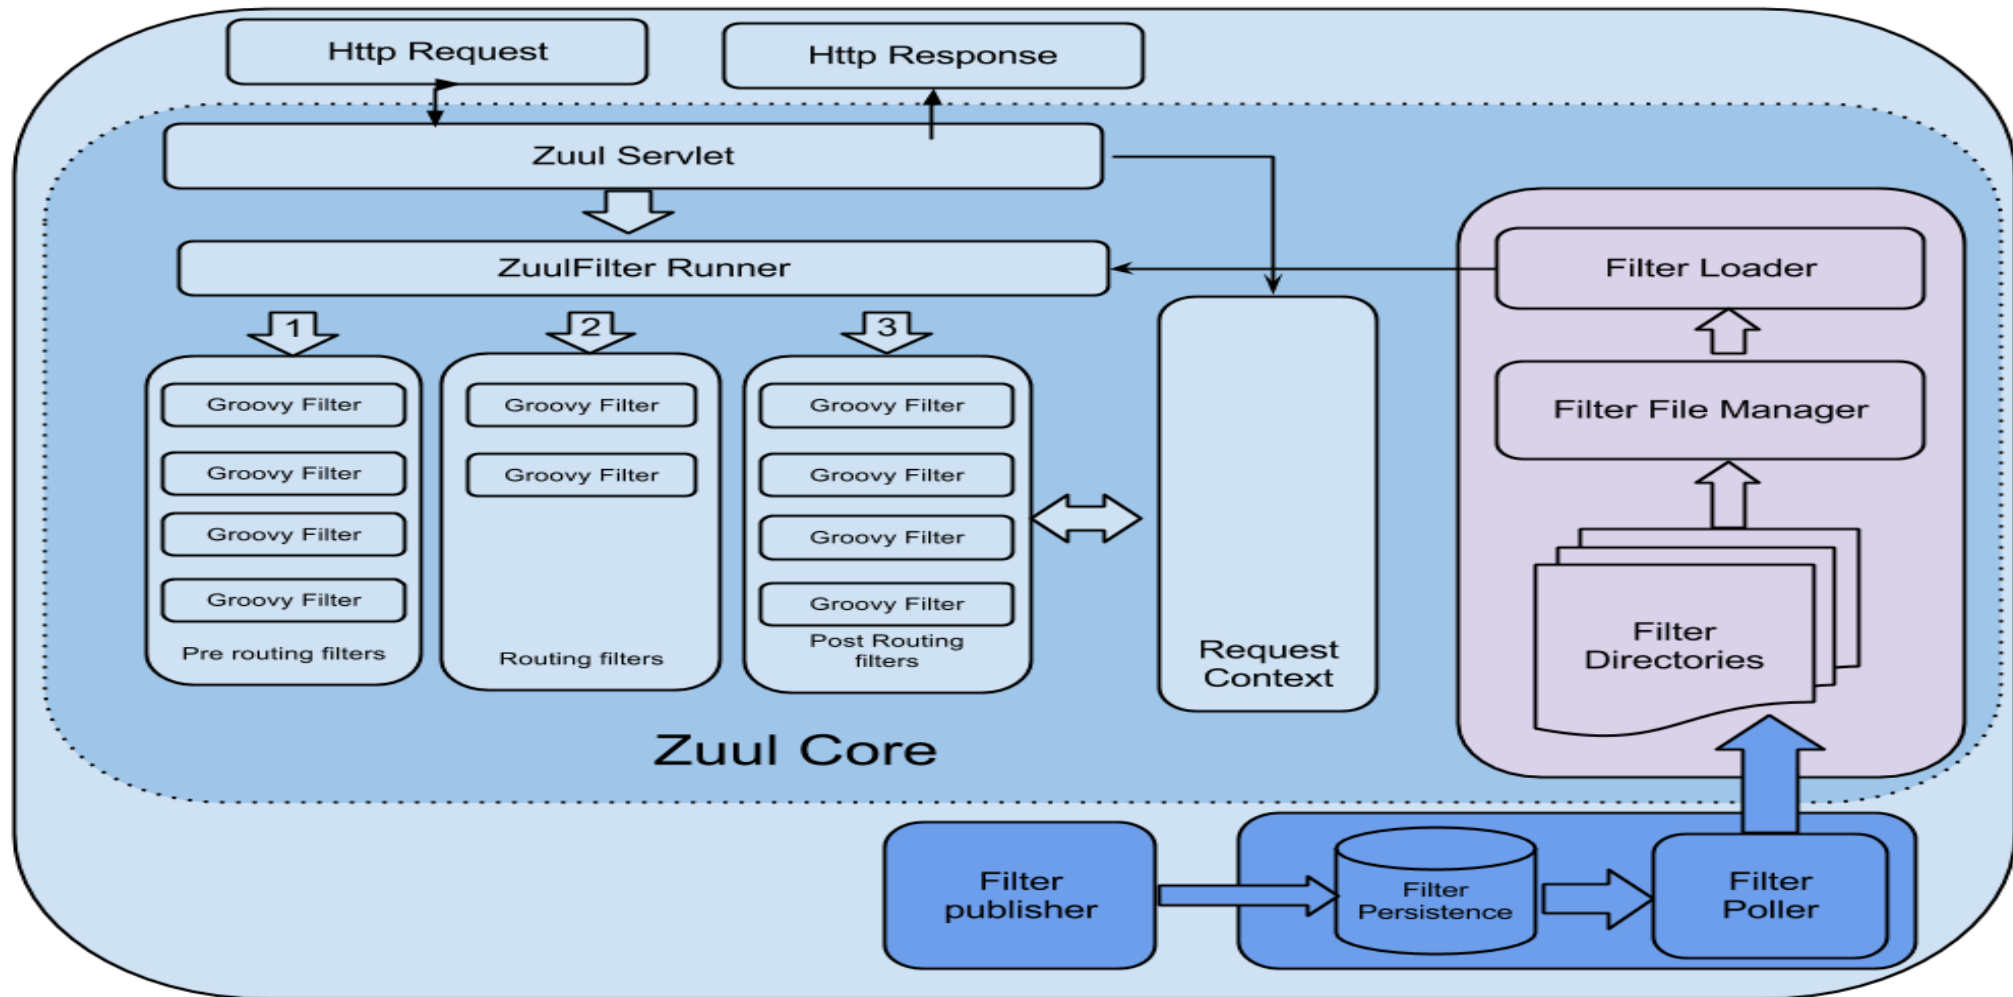 Http Request
Http Response
Zuul Servlet
ZuulFilter Runner
Filter Loader
1
2
3
Groovy Filter
Groovy Filter
Groovy Filter
Groovy Filter
Pre routing filters
Groovy Filter
Groovy Filter
Routing filters
Groovy Filter
Groovy Filter
Groovy Filter
Groovy Filter
Post Routing
filters
Request
Context
Filter File Manager
Filter
Directories
Zuul Core
Filter
publisher
Filter
Persistence
Filter
Poller